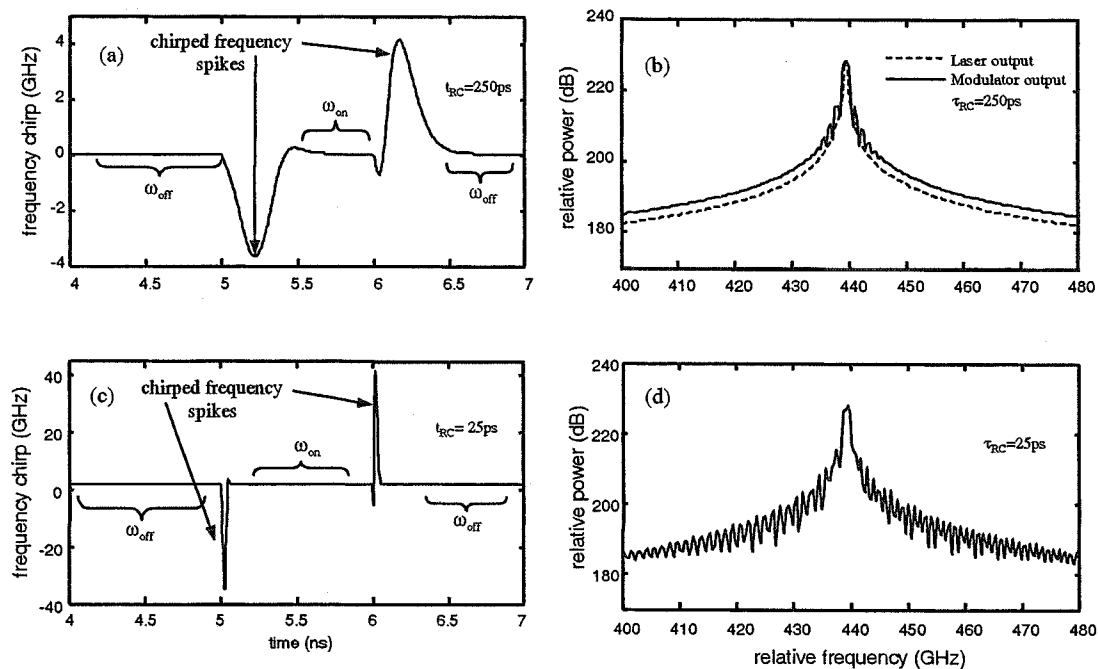 (a)
chirped frequency
spikes
t_RC=250ps
ω_on
ω_off
ω_off
frequency chirp (GHz)
4
2
0
-2
-4
4
4.5
5
5.5
6
6.5
7
(b)
Laser output
Modulator output
τ_RC=250ps
relative power (dB)
240
220
200
180
400
410
420
430
440
450
460
470
480
(c)
chirped frequency
spikes
t_RC= 25ps
ω_on
ω_off
ω_off
frequency chirp (GHz)
40
20
0
-20
-40
4
4.5
5
5.5
6
6.5
7
time (ns)
(d)
τ_RC=25ps
relative power (dB)
240
220
200
180
400
410
420
430
440
450
460
470
480
relative frequency (GHz)